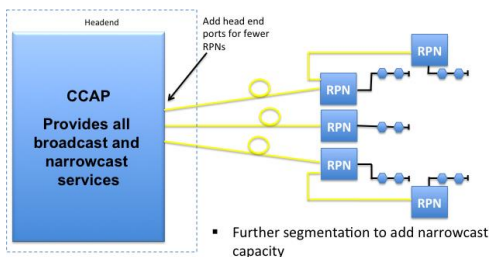 Headend
Add head end
ports for fewer
RPNs
CCAP
Provides all
broadcast and
narrowcast
services
RPN
RPN
RPN
RPN
RPN
▪ Further segmentation to add narrowcast
capacity